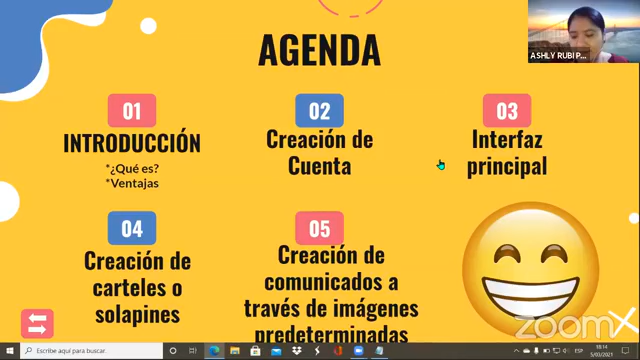 AGENDA
ASHLY RUBI P...
01
INTRODUCCIÓN
*¿Qué es?
*Ventajas
02
Creación de
Cuenta
03
Interfaz
principal
04
Creación de
carteles o
solapines
05
Creación de
comunicados a
través de imágenes
predeterminadas
zoom
Escribe aquí para buscar.
ESP
18:14
5/03/2021